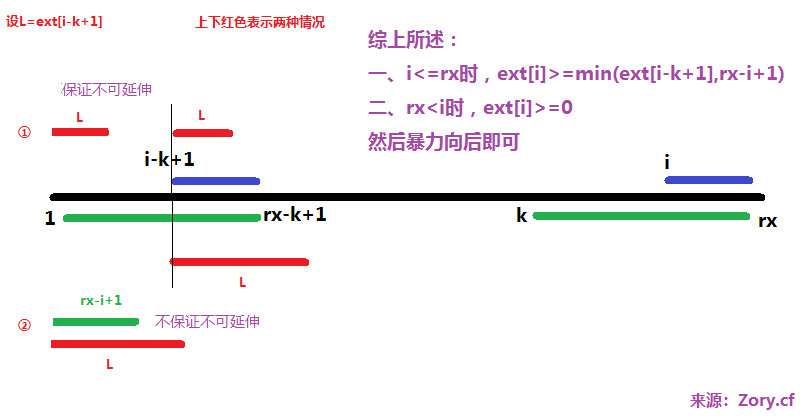 设L=ext[i-k+1]
上下红色表示两种情况
综上所述：
一、i<=rx时，ext[i]>=min(ext[i-k+1],rx-i+1)
二、rx<i时，ext[i]>=0
然后暴力向后即可
保证不可延伸
L
L
①
i-k+1
i
1
rx-k+1
k
rx
L
rx-i+1
②
不保证不可延伸
L
来源：Zory.cf